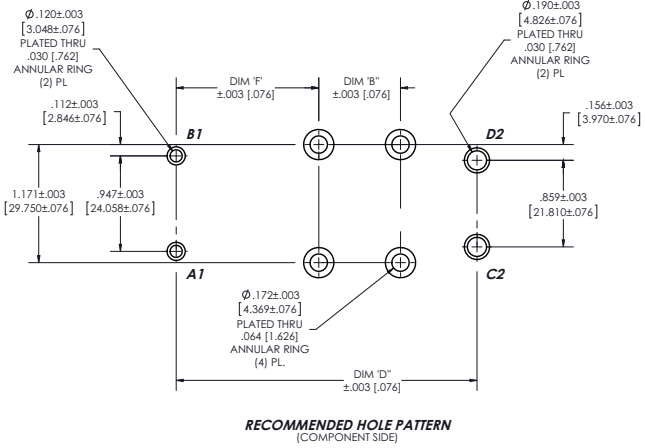 Ø.120±.003
[3.048±.076]
PLATED THRU
.030 [.762]
ANNULAR RING
(2) PL
Ø.190±.003
[4.826±.076]
PLATED THRU
.030 [.762]
ANNULAR RING
(2) PL
DIM 'F'
±.003 [.076]
DIM 'B"
±.003 [.076]
.112±.003
[2.846±.076]
.156±.003
[3.970±.076]
B1
D2
1.171±.003
[29.750±.076]
.947±.003
[24.058±.076]
.859±.003
[21.810±.076]
A1
C2
Ø.172±.003
[4.369±.076]
PLATED THRU
.064 [1.626]
ANNULAR RING
(4) PL.
DIM 'D"
±.003 [.076]
RECOMMENDED HOLE PATTERN
(COMPONENT SIDE)